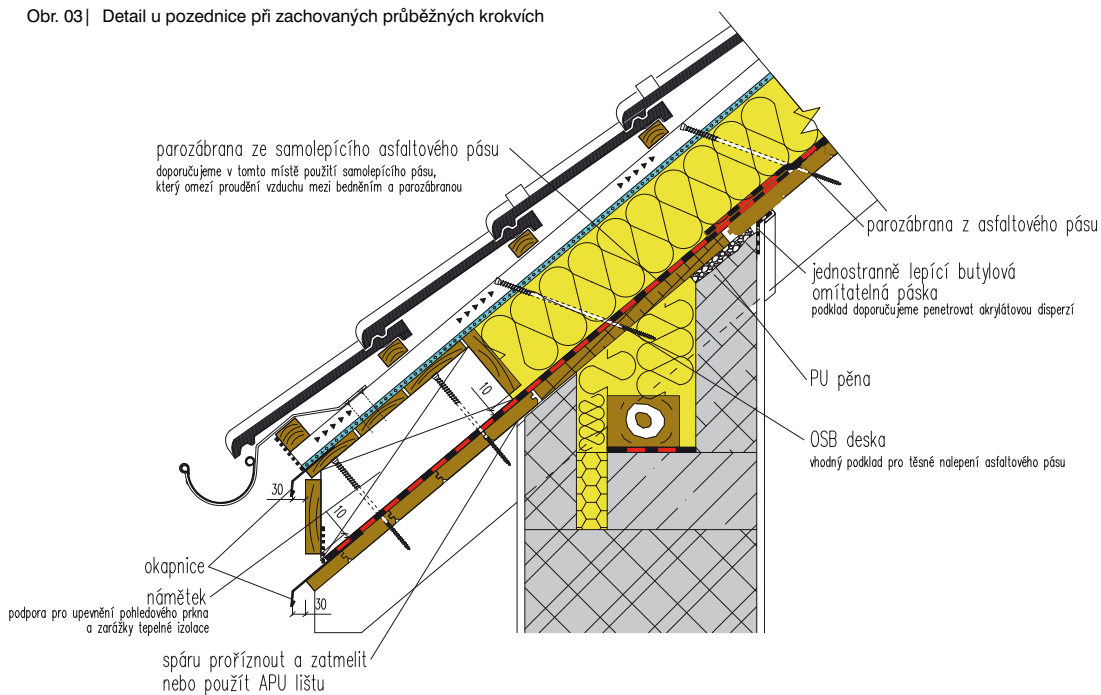 Obr. 03| Detail u pozednice při zachovaných průběžných krokvích
parozábrana ze samolepícího asfaltového pásu
doporučujeme v tomto místě použití samolepícího pásu,
který omezí proudění vzduchu mezi bedněním a parozábranou
parozábrana z asfaltového pásu
jednostranně lepící butylová
omítatelná páska
podklad doporučujeme penetrovat akrylátovou disperzí
PU pěna
OSB deska
vhodný podklad pro těsné nalepení asfaltového pásu
10
30
10
okapnice
30
námětek
podpora pro upevnění pohledového prkna
a zarážky tepelné izolace
spáru proříznout a zatmelit
nebo použít APU lištu